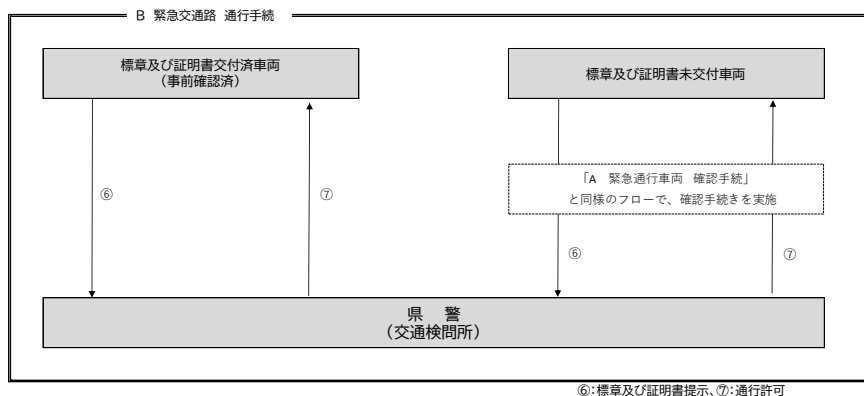 B 緊急交通路 通行手続
標章及び証明書交付済車両
（事前確認済）
標章及び証明書未交付車両
「A 緊急通行車両 確認手続」
と同様のフローで、確認手続きを実施
⑥
⑦
⑥
⑦
県 警
（交通検問所）
⑥：標章及び証明書提示、⑦：通行許可